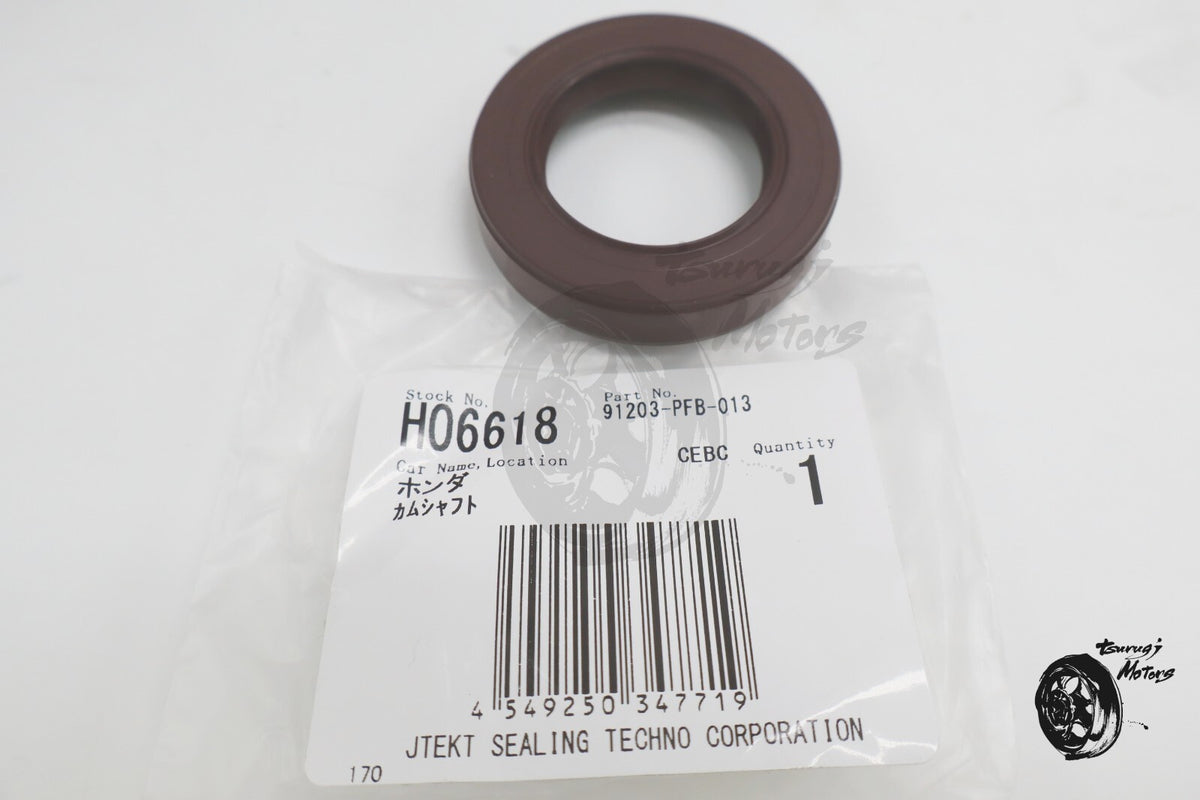 tsurugi
Motors
Stock No.
H06618
Part No.
91203-PFB-013
Car Name,Location
ホンダ
カムシャフト
CEBC
Quantity
1
4 549250 347719
JTEKT SEALING TECHNO CORPORATION
170
tsurugi
Motors